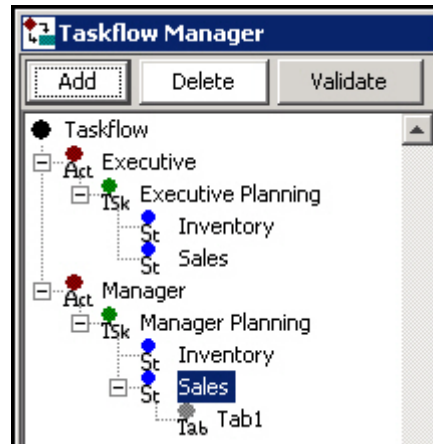 Taskflow Manager
Add Delete Validate
Taskflow
Act Executive
Tsk Executive Planning
St Inventory
St Sales
Act Manager
Tsk Manager Planning
St Inventory
St Sales
Tab Tab1